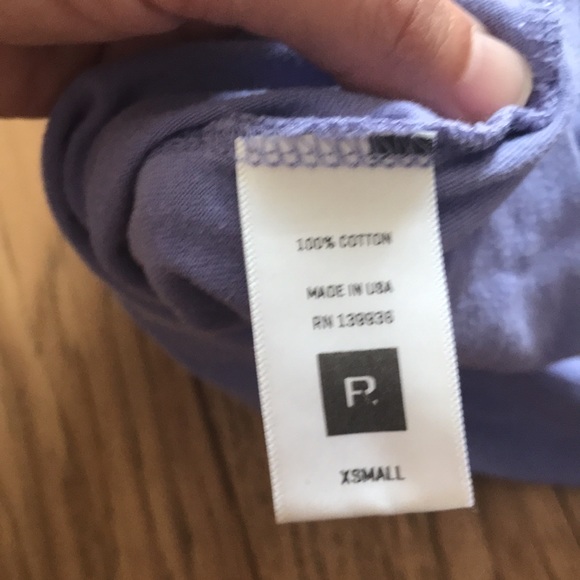 100% COTTON
MADE IN USA
RN 139936
R
XSMALL